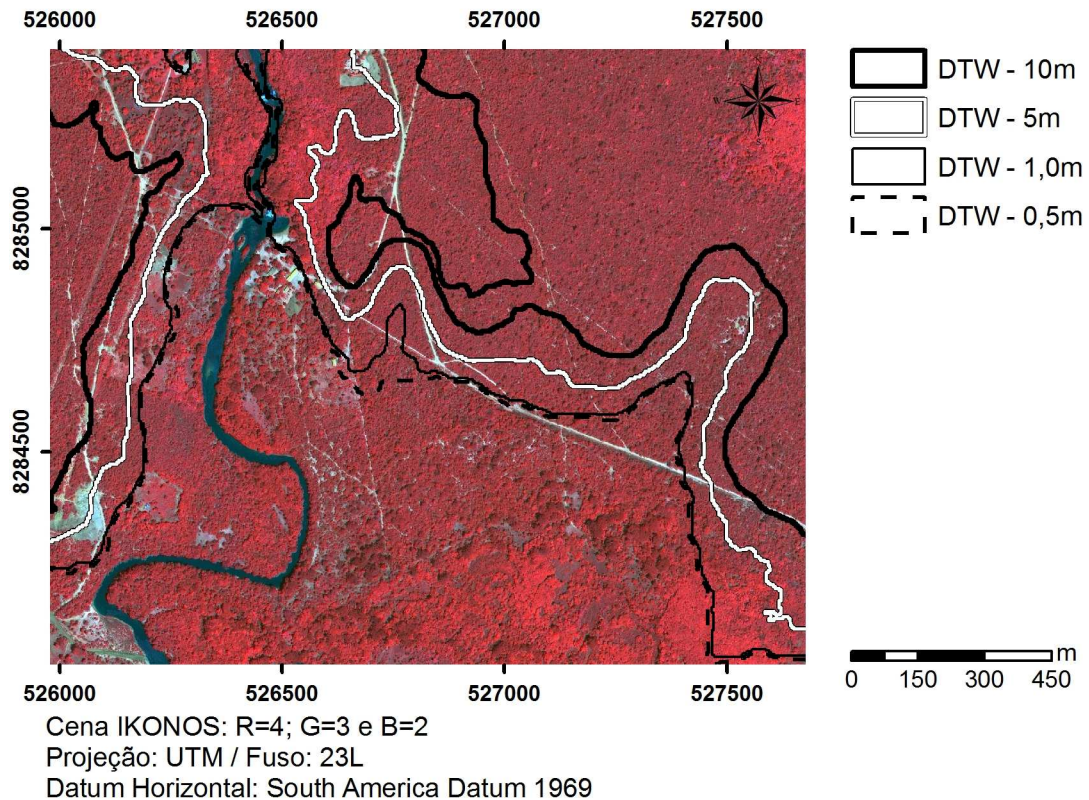 526000 526500 527000 527500
DTW - 10m
DTW - 5m
DTW - 1,0m
DTW - 0,5m
8285000
8284500
m
0 150 300 450
526000 526500 527000 527500
Cena IKONOS: R=4; G=3 e B=2
Projeção: UTM / Fuso: 23L
Datum Horizontal: South America Datum 1969